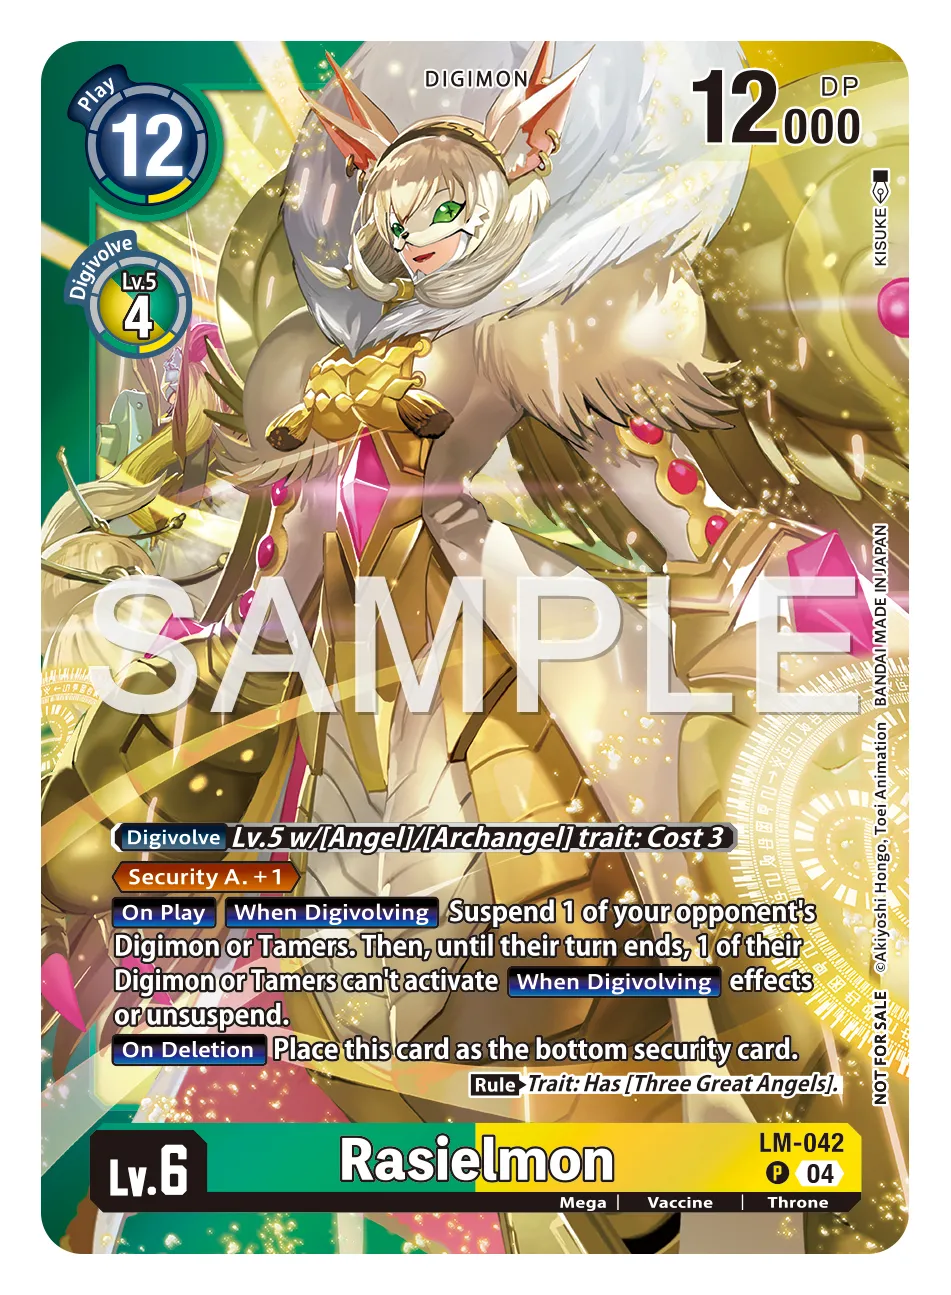 DIGIMON
Play
12
12000
DP
Digivolve
Lv.5
4
KISUKE
BANDAI MADE IN JAPAN
©Akiyoshi Hongo, Toei Animation
NOT FOR SALE
SAMPLE
Digivolve Lv.5 w/[Angel]/[Archangel] trait: Cost 3
Security A. +1
On Play When Digivolving Suspend 1 of your opponent's
Digimon or Tamers. Then, until their turn ends, 1 of their
Digimon or Tamers can't activate When Digivolving effects
or unsuspend.
On Deletion Place this card as the bottom security card.
Rule Trait: Has [Three Great Angels].
Lv.6
Rasielmon
LM-042
P 04
Mega | Vaccine | Throne